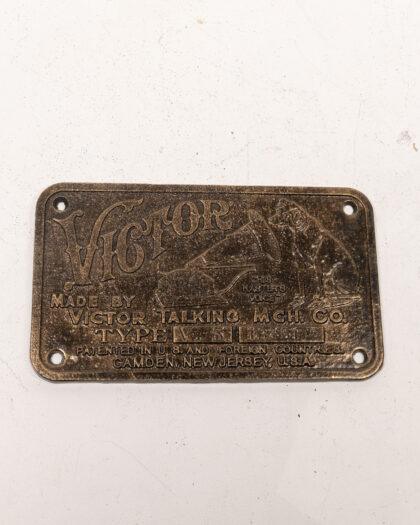 VICTOR
"HIS
MASTER'S
VOICE"
MADE BY
VICTOR TALKING MCH. CO.
TYPE
PATENTED IN U.S. AND FOREIGN COUNTRIES
CAMDEN, NEW JERSEY, U.S.A.